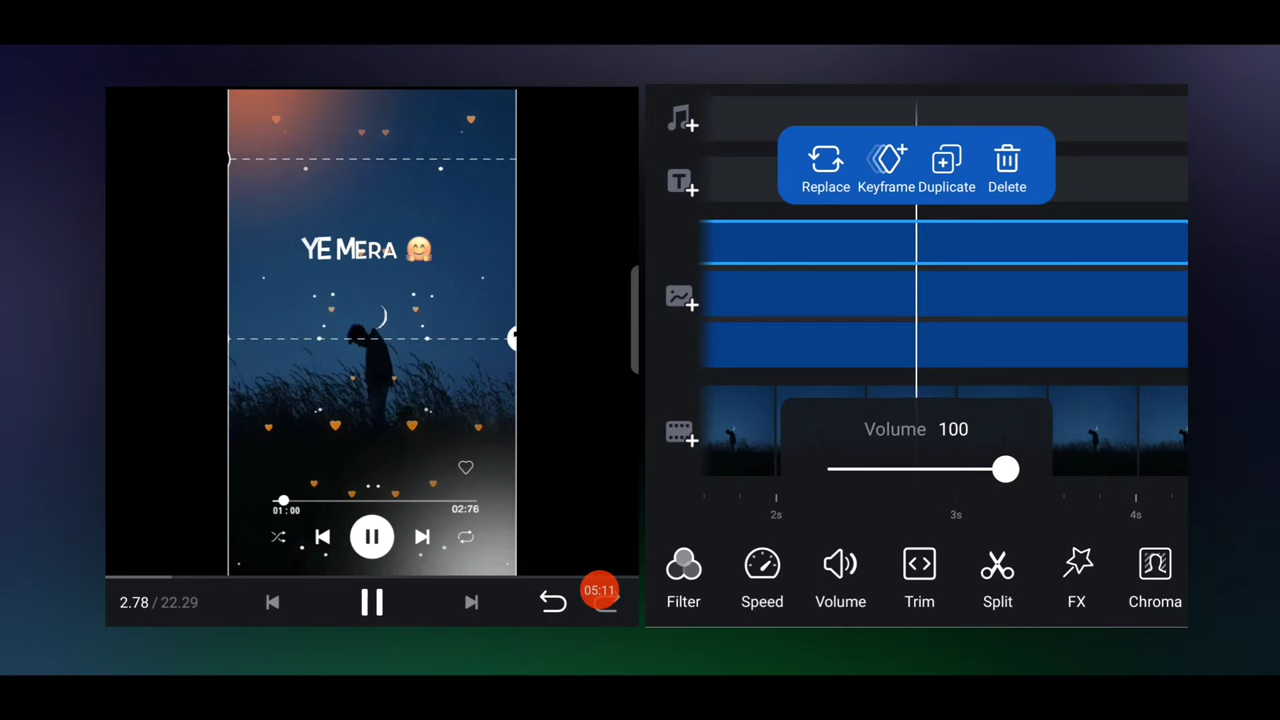 YE MERA 🤗
01 : 00
02:76
2.78 / 22.29
05:11
Replace
Keyframe
Duplicate
Delete
T
Volume 100
2s
3s
4s
Filter
Speed
Volume
Trim
Split
FX
Chroma